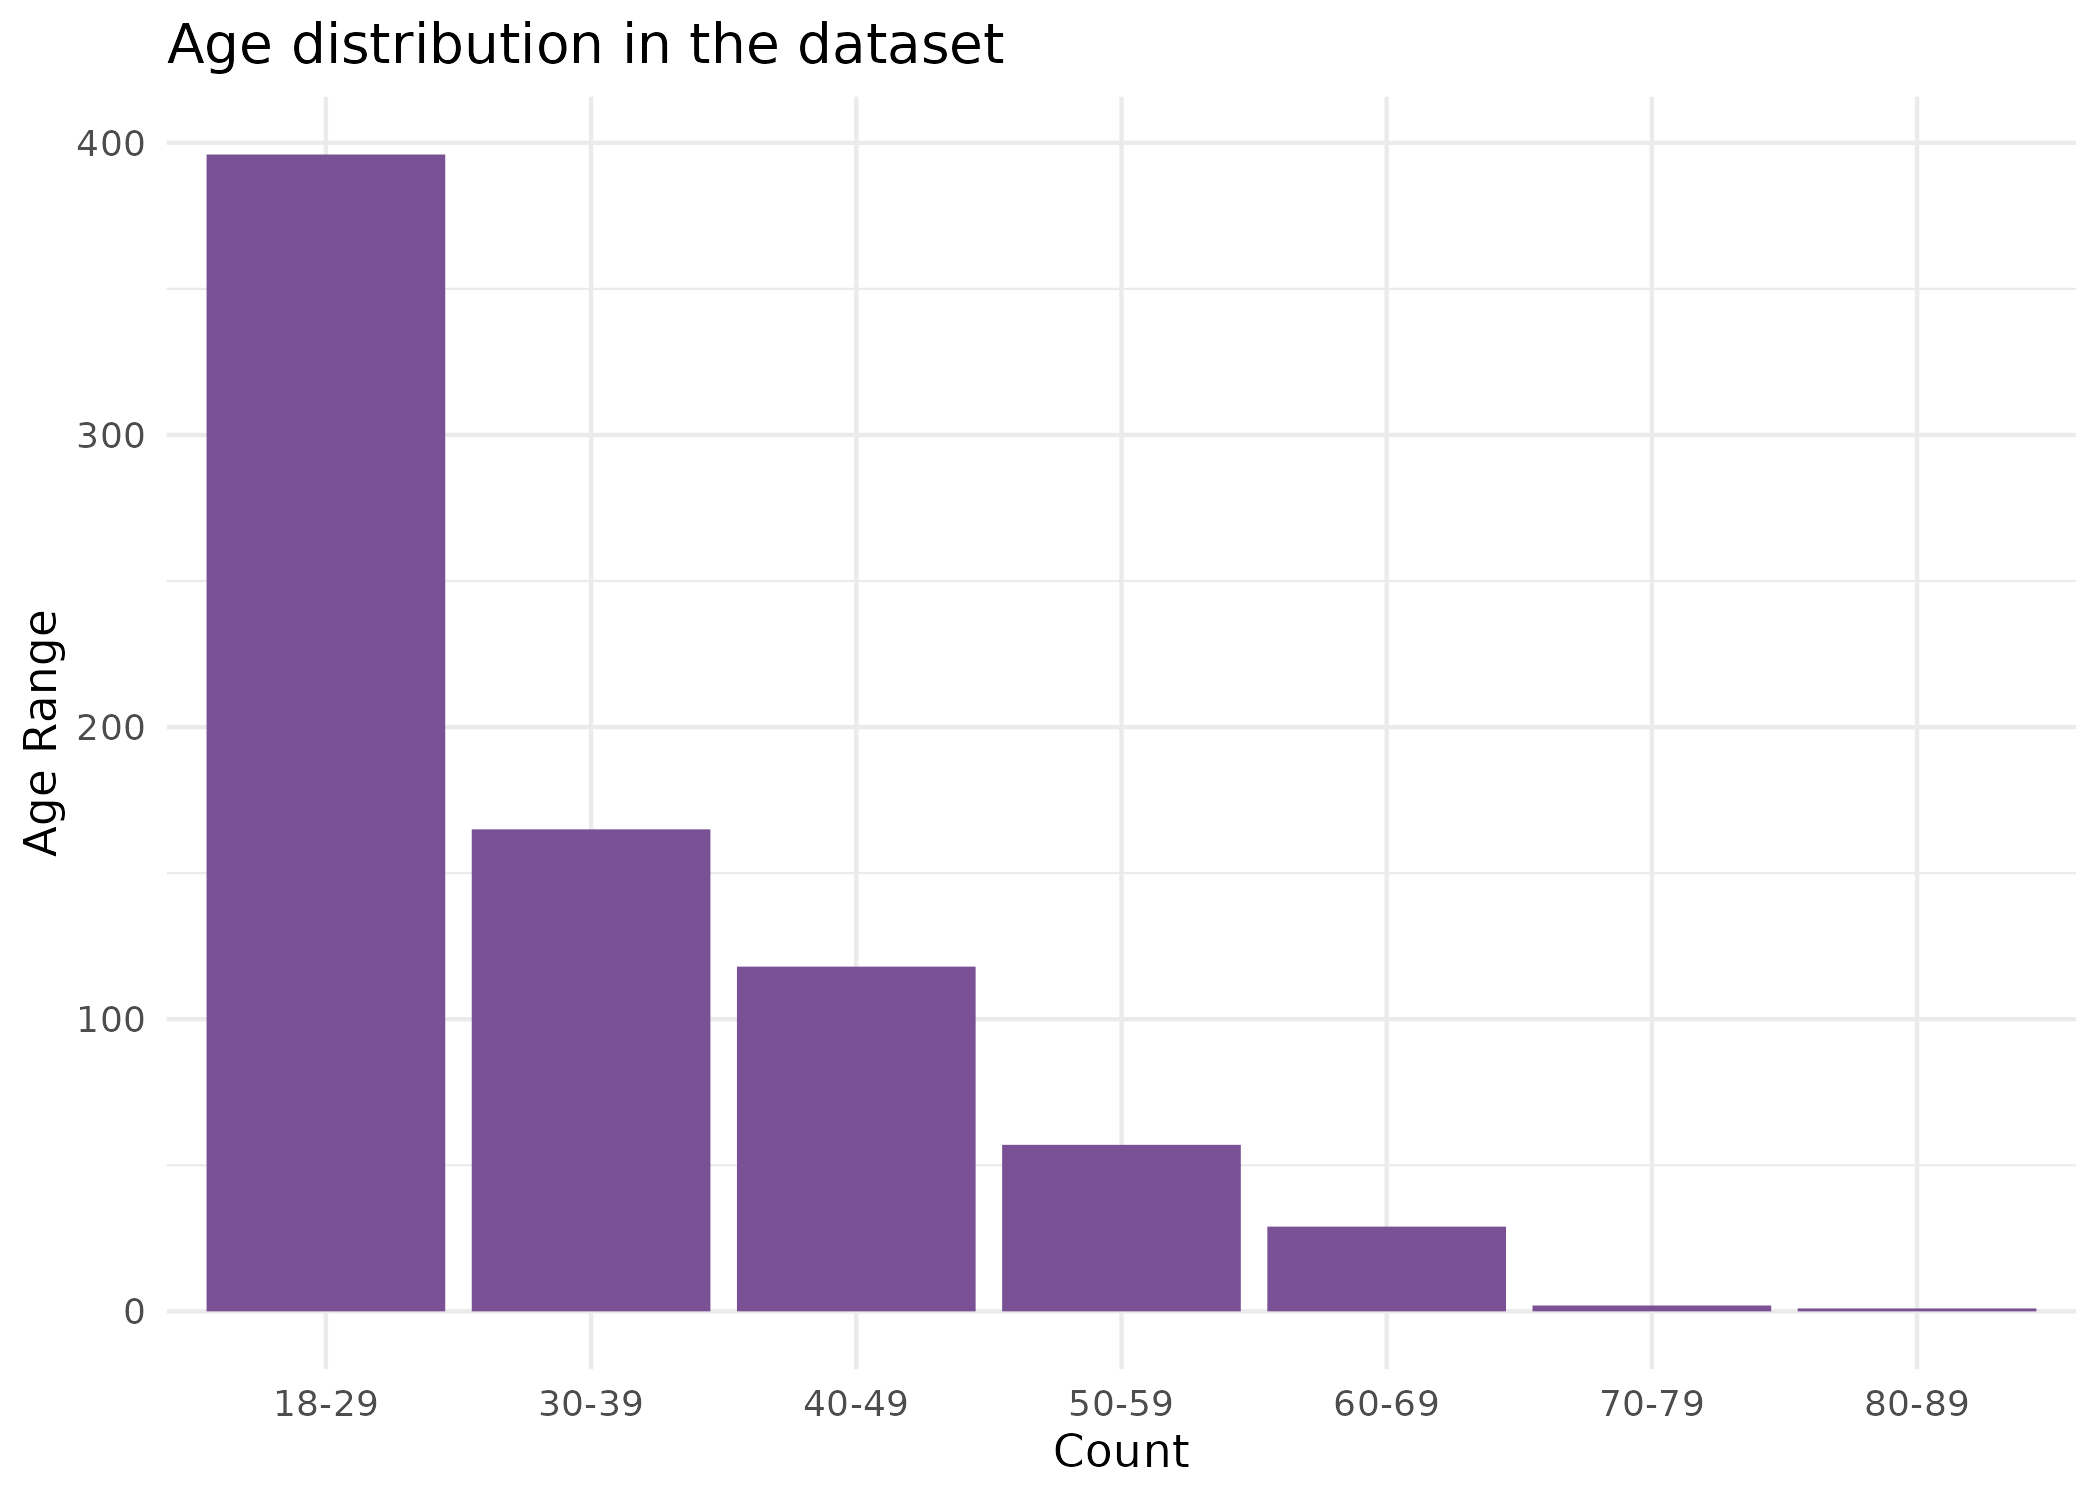 Age distribution in the dataset
400
300
200
100
0
Age Range
18-29 30-39 40-49 50-59 60-69 70-79 80-89
Count